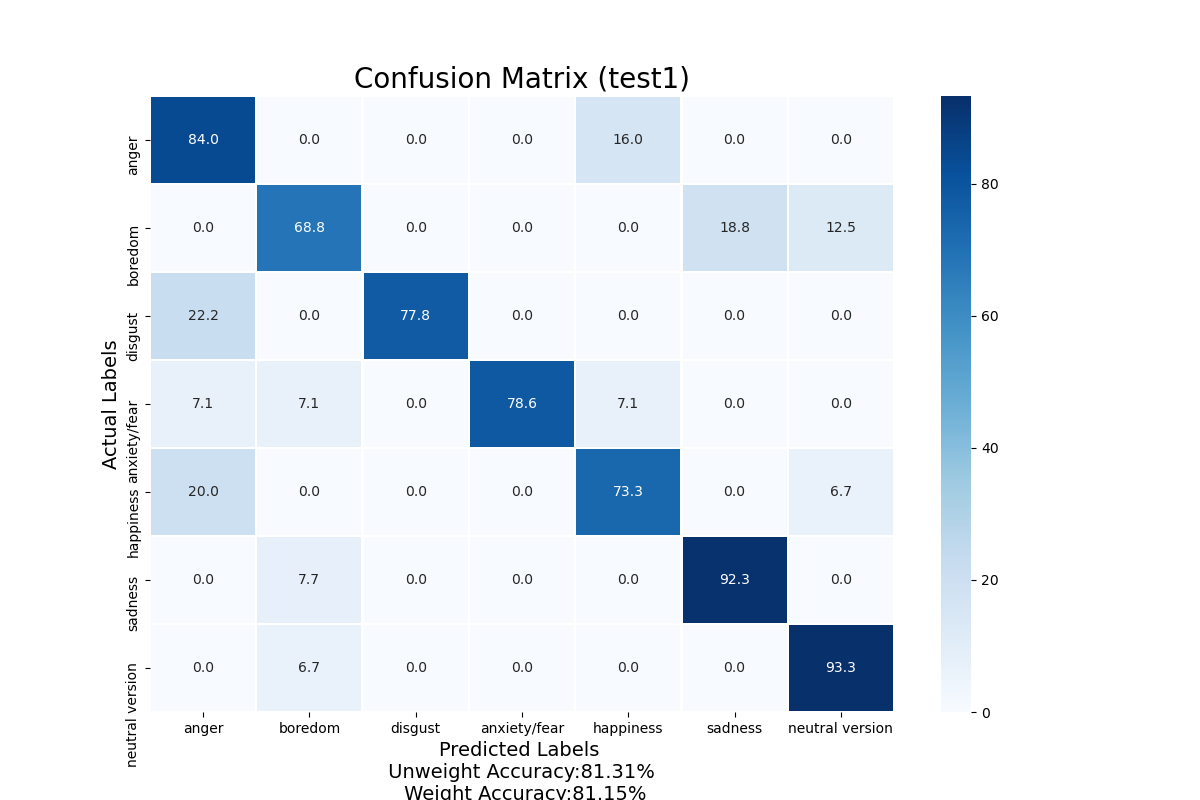 Confusion Matrix (test1)
anger 84.0 0.0 0.0 0.0 16.0 0.0 0.0
boredom 0.0 68.8 0.0 0.0 0.0 18.8 12.5
disgust 22.2 0.0 77.8 0.0 0.0 0.0 0.0
anxiety/fear 7.1 7.1 0.0 78.6 7.1 0.0 0.0
happiness 20.0 0.0 0.0 0.0 73.3 0.0 6.7
sadness 0.0 7.7 0.0 0.0 0.0 92.3 0.0
neutral version 0.0 6.7 0.0 0.0 0.0 0.0 93.3
Actual Labels
anger boredom disgust anxiety/fear happiness sadness neutral version
Predicted Labels
Unweight Accuracy:81.31%
Weight Accuracy:81.15%
80
60
40
20
0